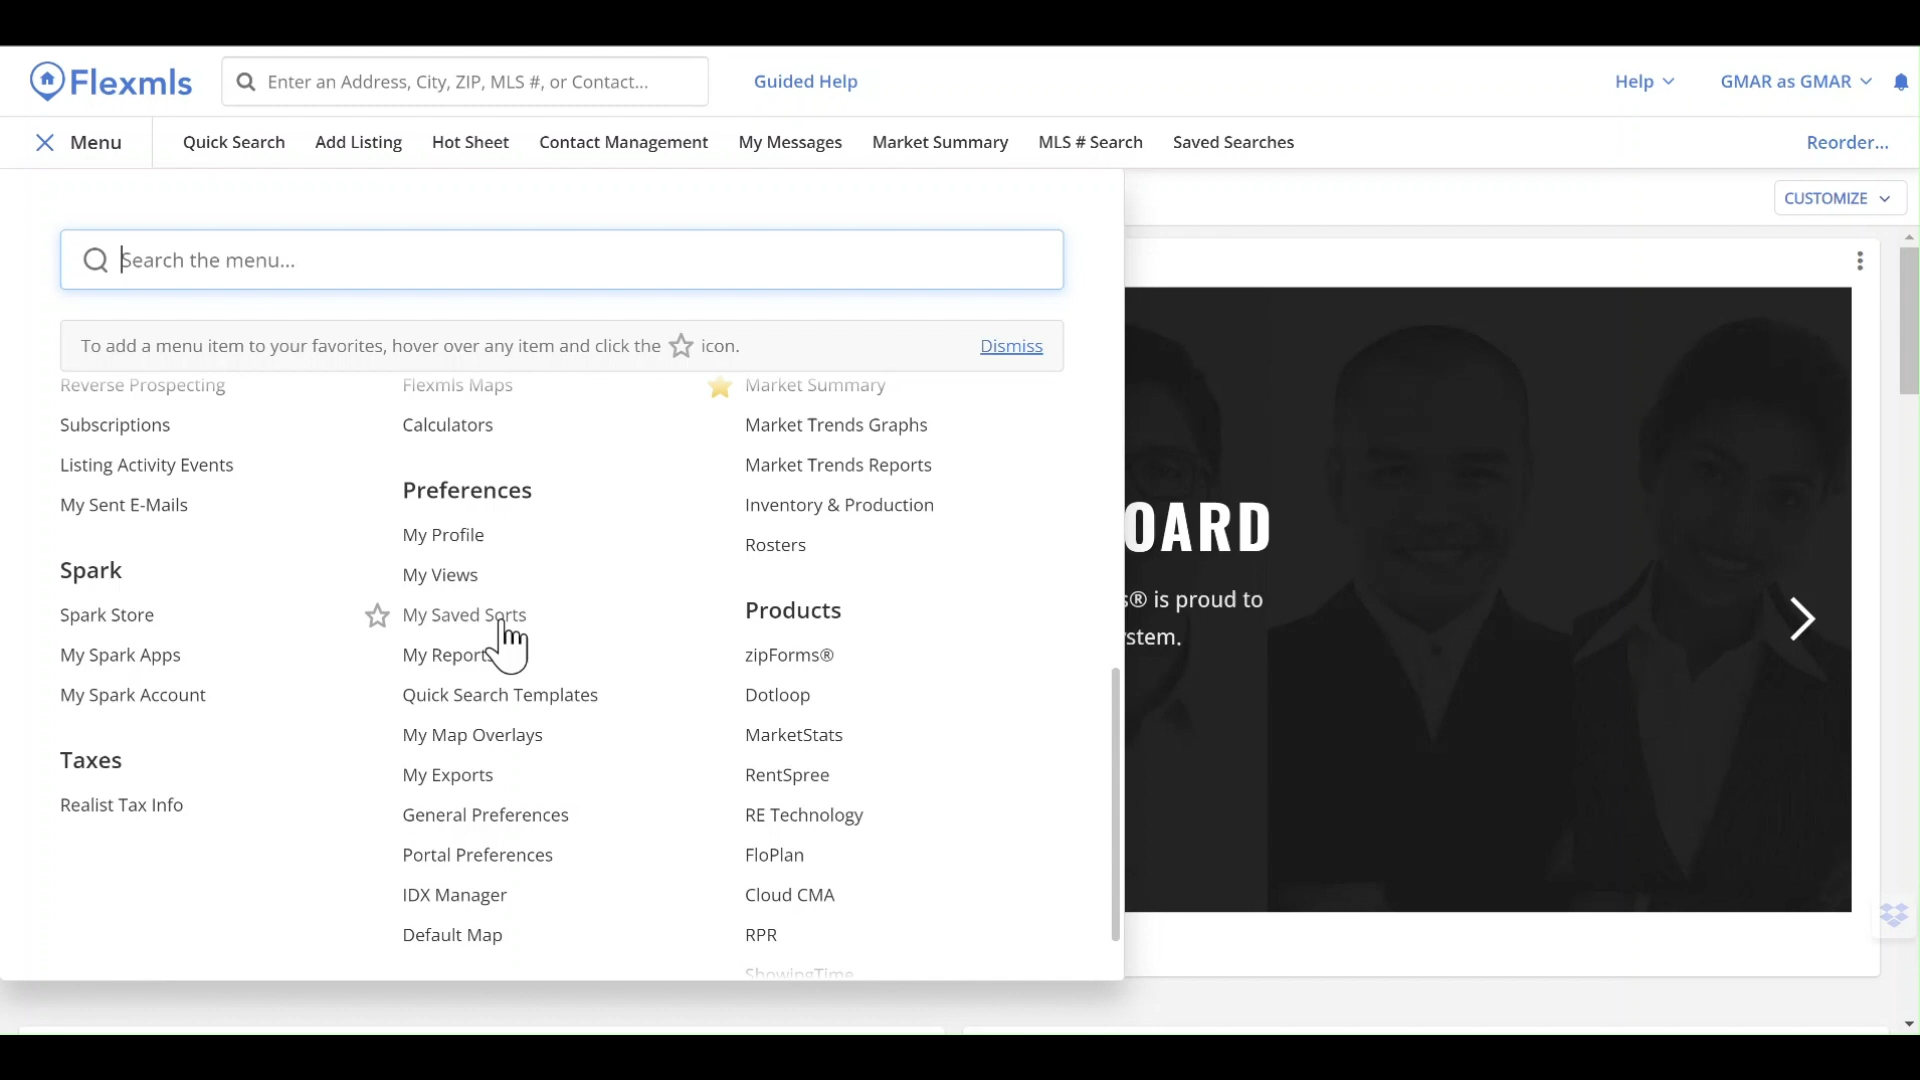 Flexmls
Enter an Address, City, ZIP, MLS #, or Contact...
Guided Help
Help
GMAR as GMAR
Menu
Quick Search
Add Listing
Hot Sheet
Contact Management
My Messages
Market Summary
MLS # Search
Saved Searches
Reorder...
CUSTOMIZE
Search the menu...
To add a menu item to your favorites, hover over any item and click the icon.
Dismiss
Reverse Prospecting
Subscriptions
Listing Activity Events
My Sent E-Mails
Spark
Spark Store
My Spark Apps
My Spark Account
Taxes
Realist Tax Info
Flexmls Maps
Calculators
Preferences
My Profile
My Views
My Saved Sorts
My Reports
Quick Search Templates
My Map Overlays
My Exports
General Preferences
Portal Preferences
IDX Manager
Default Map
Market Summary
Market Trends Graphs
Market Trends Reports
Inventory & Production
Rosters
Products
zipForms®
Dotloop
MarketStats
RentSpree
RE Technology
FloPlan
Cloud CMA
RPR
ShowingTime
OARD
s® is proud to
stem.